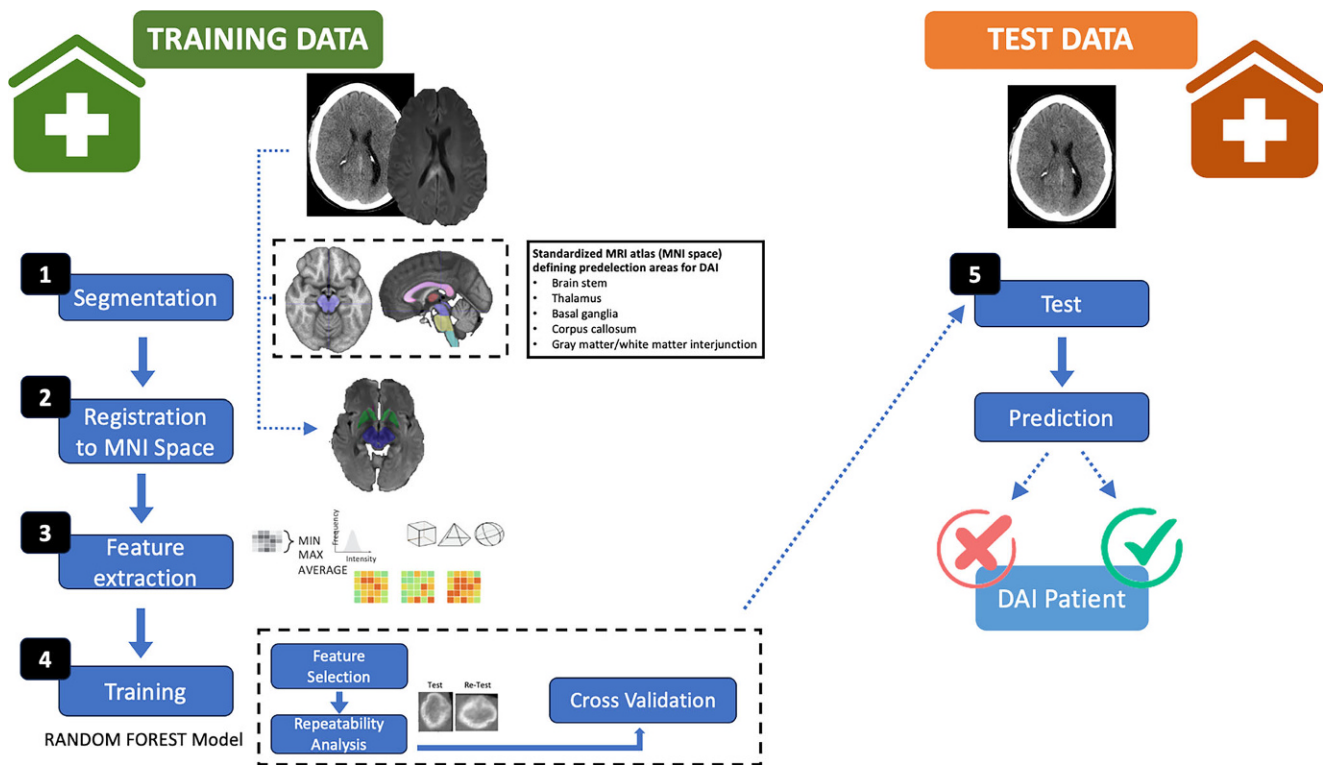 TRAINING DATA
TEST DATA
1
Segmentation
Standardized MRI atlas (MNI space)
defining predelection areas for DAI
• Brain stem
• Thalamus
• Basal ganglia
• Corpus callosum
• Gray matter/white matter interjunction
5
Test
2
Registration
to MNI Space
Prediction
3
Feature
extraction
MIN
MAX
AVERAGE
Frequency
Intensity
DAI Patient
4
Training
RANDOM FOREST Model
Feature
Selection
Repeatability
Analysis
Test
Re-Test
Cross Validation